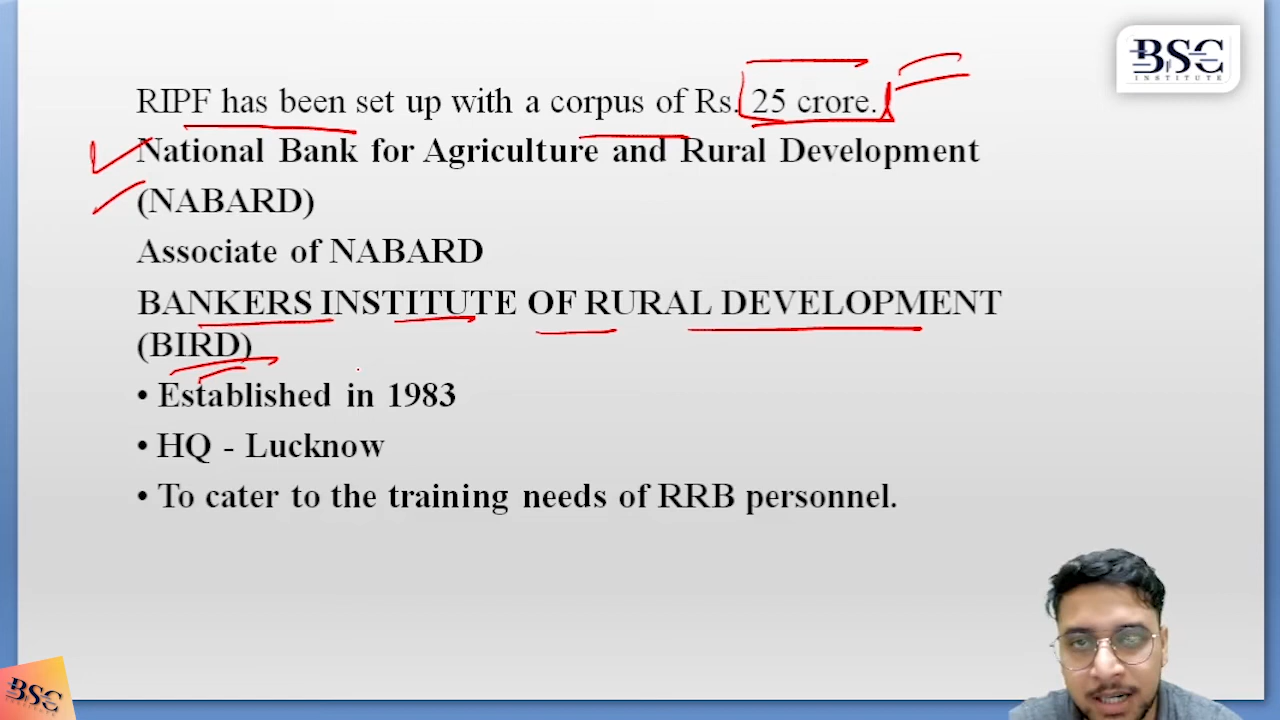 BSC
INSTITUTE
RIPF has been set up with a corpus of Rs. 25 crore.
National Bank for Agriculture and Rural Development
(NABARD)
Associate of NABARD
BANKERS INSTITUTE OF RURAL DEVELOPMENT
(BIRD)
• Established in 1983
• HQ - Lucknow
• To cater to the training needs of RRB personnel.
BSC